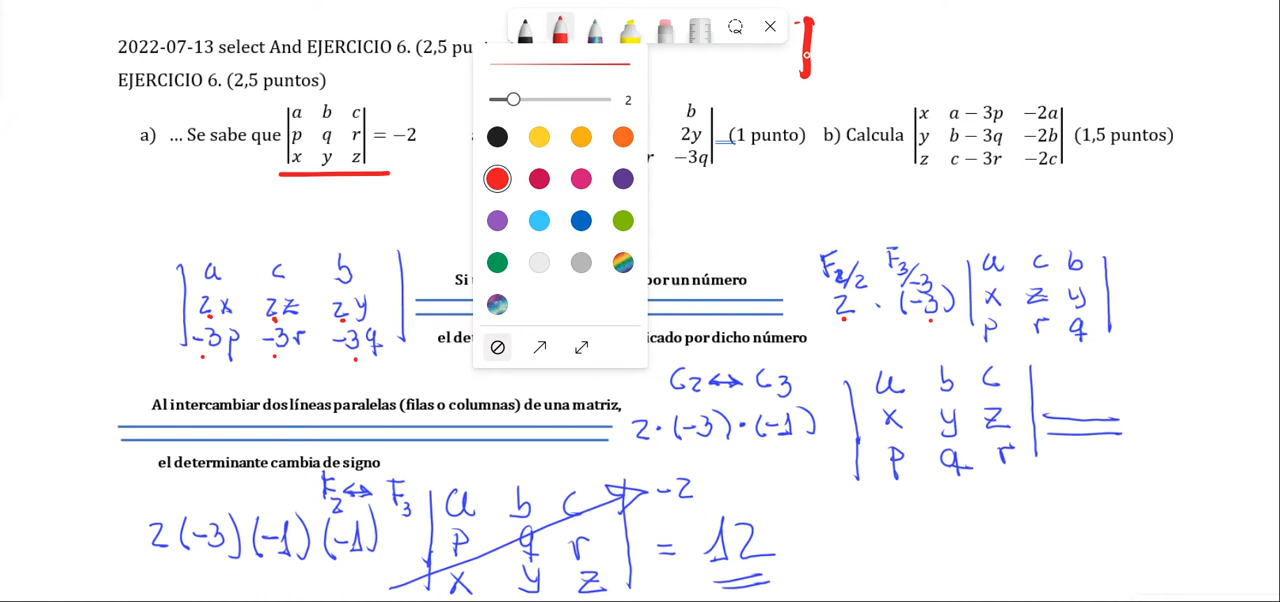 2022-07-13 select And EJERCICIO 6. (2,5 pu
EJERCICIO 6. (2,5 puntos)
a) ... Se sabe que |a b c| = −2
|p q r|
|x y z|
b|
2y| (1 punto)
r −3q|
b) Calcula |x a − 3p −2a| (1,5 puntos)
|y b − 3q −2b|
|z c − 3r −2c|
2
|a c b|
|2x 2z 2y|
|-3p -3r -3q|
Si
por un número
el de
icado por dicho número
F2/2 F3/-3
2 · (-3) |a c b|
|x z y|
|p r q|
Al intercambiar dos líneas paralelas (filas o columnas) de una matriz,
el determinante cambia de signo
C2 ↔ C3
2·(-3)·(-1) |a b c| =
|x y z|
|p q r|
F2 ↔ F3
2(-3)(-1)(-1) |a b c| -2
|p q r| = 12
|x y z|